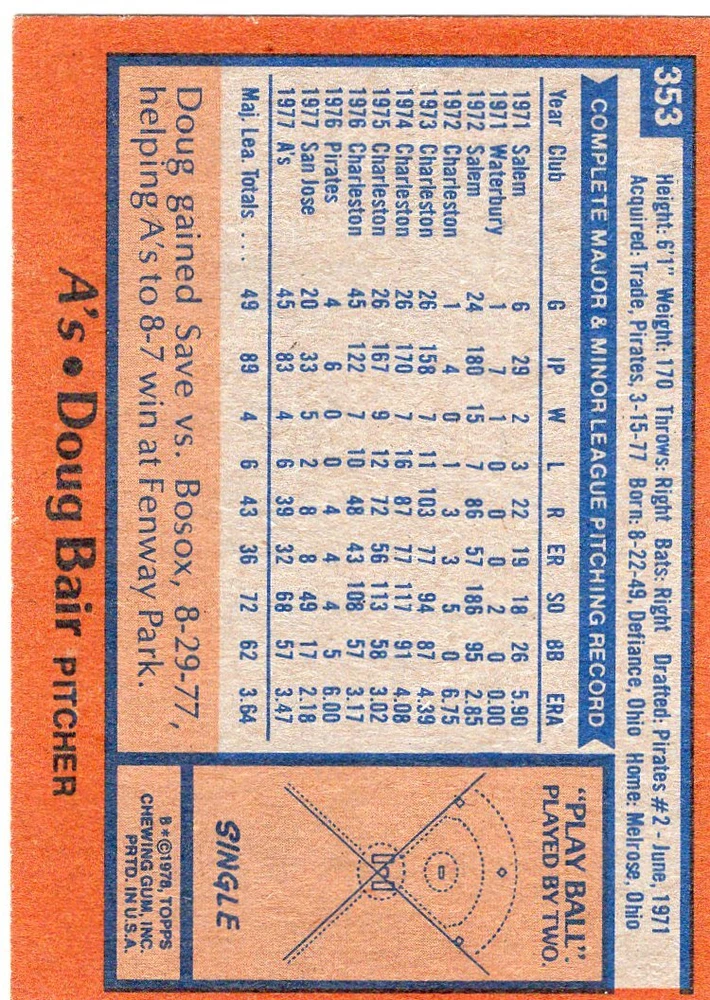 353
Height: 6'1" Weight: 170 Throws: Right Bats: Right Drafted: Pirates #2 - June, 1971
Acquired: Trade, Pirates, 3-15-77 Born: 8-22-49, Defiance, Ohio Home: Melrose, Ohio
COMPLETE MAJOR & MINOR LEAGUE PITCHING RECORD
Year Club G IP W L R ER SO BB ERA
1971 Salem 6 29 2 3 22 19 18 26 5.90
1971 Waterbury 1 7 1 0 0 0 2 0 0.00
1972 Salem 24 180 15 7 86 57 186 95 2.85
1972 Charleston 1 4 0 1 3 3 5 0 6.75
1973 Charleston 26 158 7 11 103 77 94 87 4.39
1974 Charleston 26 170 7 16 87 77 117 91 4.08
1975 Charleston 26 167 9 12 72 56 113 58 3.02
1976 Charleston 45 122 7 10 48 43 108 57 3.17
1976 Pirates 4 6 0 0 4 4 4 5 6.00
1977 San Jose 20 33 5 2 8 8 49 17 2.18
1977 A's 45 83 4 6 39 32 68 57 3.47
Maj. Lea. Totals .... 49 89 4 6 43 36 72 62 3.64
Doug gained Save vs. Bosox, 8-29-77,
helping A's to 8-7 win at Fenway Park.
"PLAY BALL"
PLAYED BY TWO.
SINGLE
B*©1978, TOPPS
CHEWING GUM, INC.
PRTD. IN U.S.A.
A's • Doug Bair PITCHER